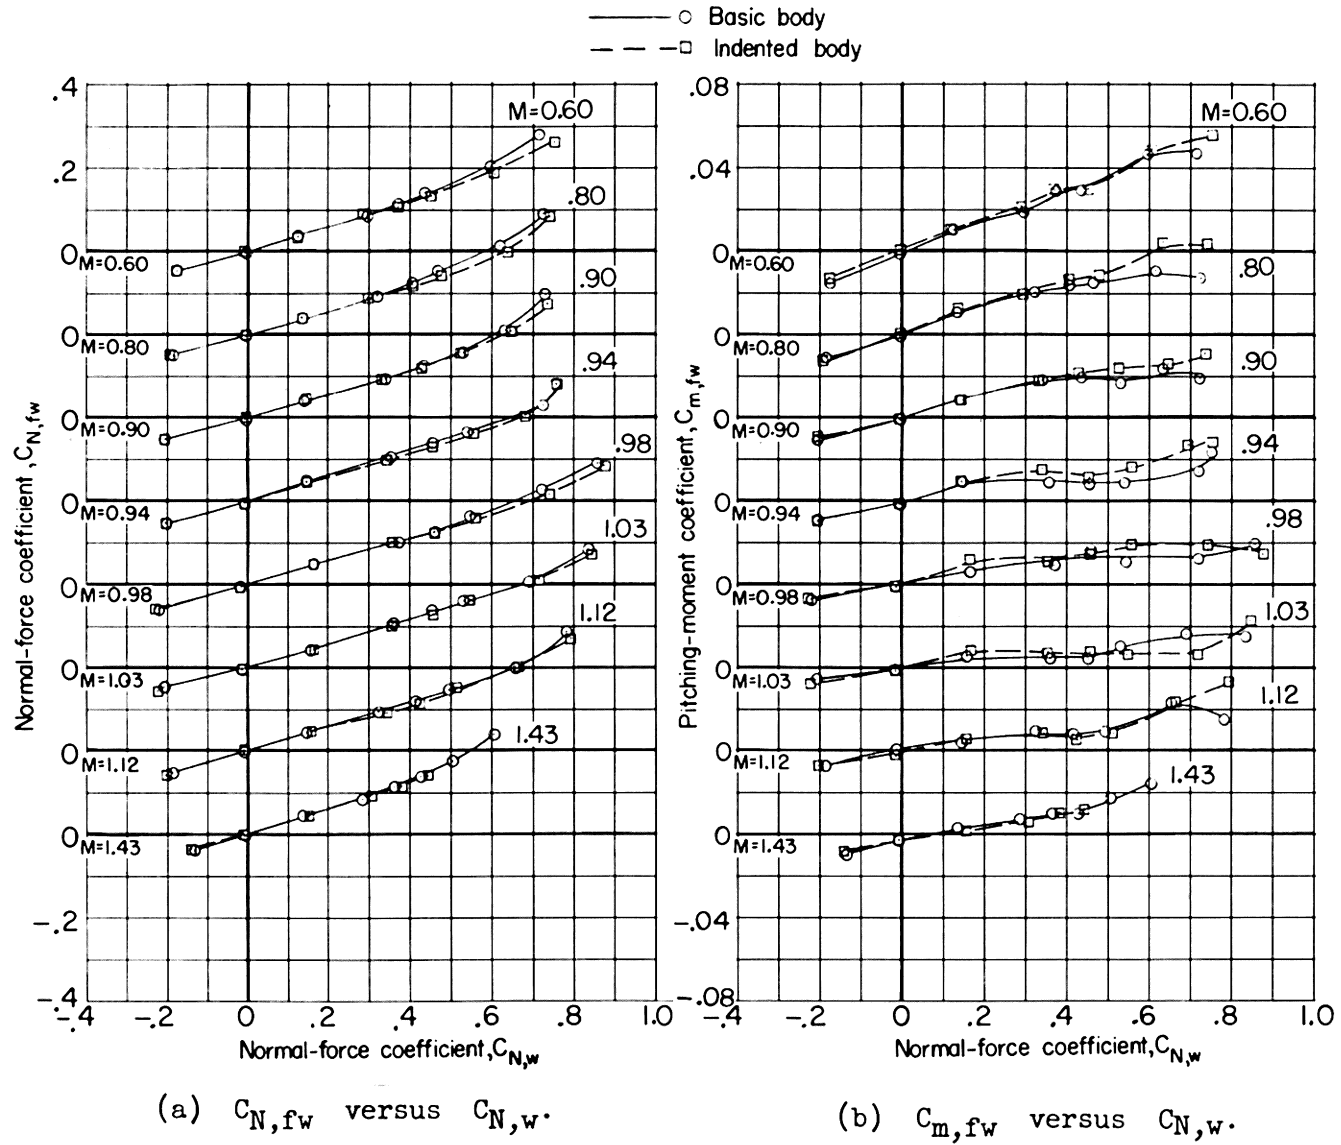 Basic body
Indented body
.4
.2
0
M=0.60
0
M=0.80
0
M=0.90
0
M=0.94
0
M=0.98
0
M=1.03
0
M=1.12
0
M=1.43
-.2
-.4
M=0.60
.80
.90
.94
.98
1.03
1.12
1.43
Normal-force coefficient, C_N,fw
-.4 -.2 0 .2 .4 .6 .8 1.0
Normal-force coefficient, C_N,w
(a) C_N,fw versus C_N,w.
.08
.04
0
M=0.60
0
M=0.80
0
M=0.90
0
M=0.94
0
M=0.98
0
M=1.03
0
M=1.12
0
M=1.43
-.04
-.08
M=0.60
.80
.90
.94
.98
1.03
1.12
1.43
Pitching-moment coefficient, C_m,fw
-.4 -.2 0 .2 .4 .6 .8 1.0
Normal-force coefficient, C_N,w
(b) C_m,fw versus C_N,w.